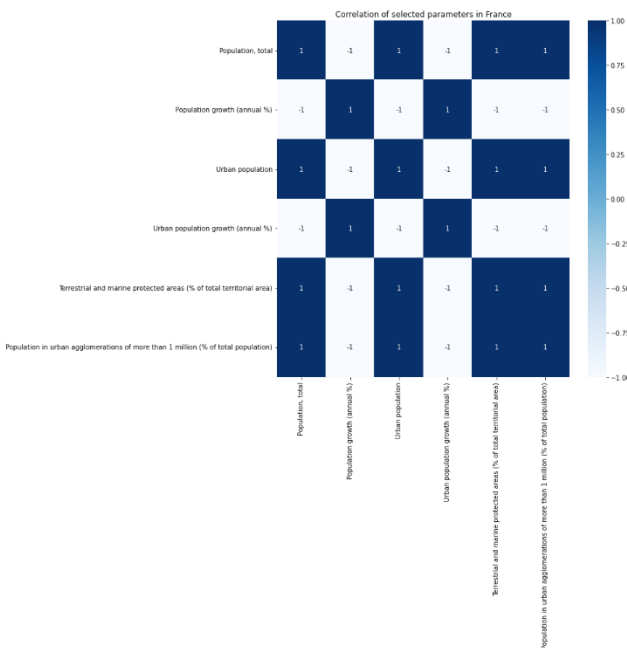 Correlation of selected parameters in France
Population, total
1 -1 1 -1 1 1
Population growth (annual %)
-1 1 -1 1 -1 -1
Urban population
1 -1 1 -1 1 1
Urban population growth (annual %)
-1 1 -1 1 -1 -1
Terrestrial and marine protected areas (% of total territorial area)
1 -1 1 -1 1 1
Population in urban agglomerations of more than 1 million (% of total population)
1 -1 1 -1 1 1
Population, total
Population growth (annual %)
Urban population
Urban population growth (annual %)
Terrestrial and marine protected areas (% of total territorial area)
Population in urban agglomerations of more than 1 million (% of total population)
1.00
0.75
0.50
0.25
0.00
−0.25
−0.50
−0.75
−1.00